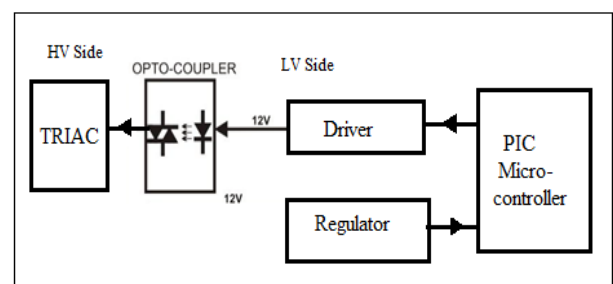 HV Side
OPTO-COUPLER
LV Side
TRIAC
12V
Driver
PIC
Micro-
controller
12V
Regulator